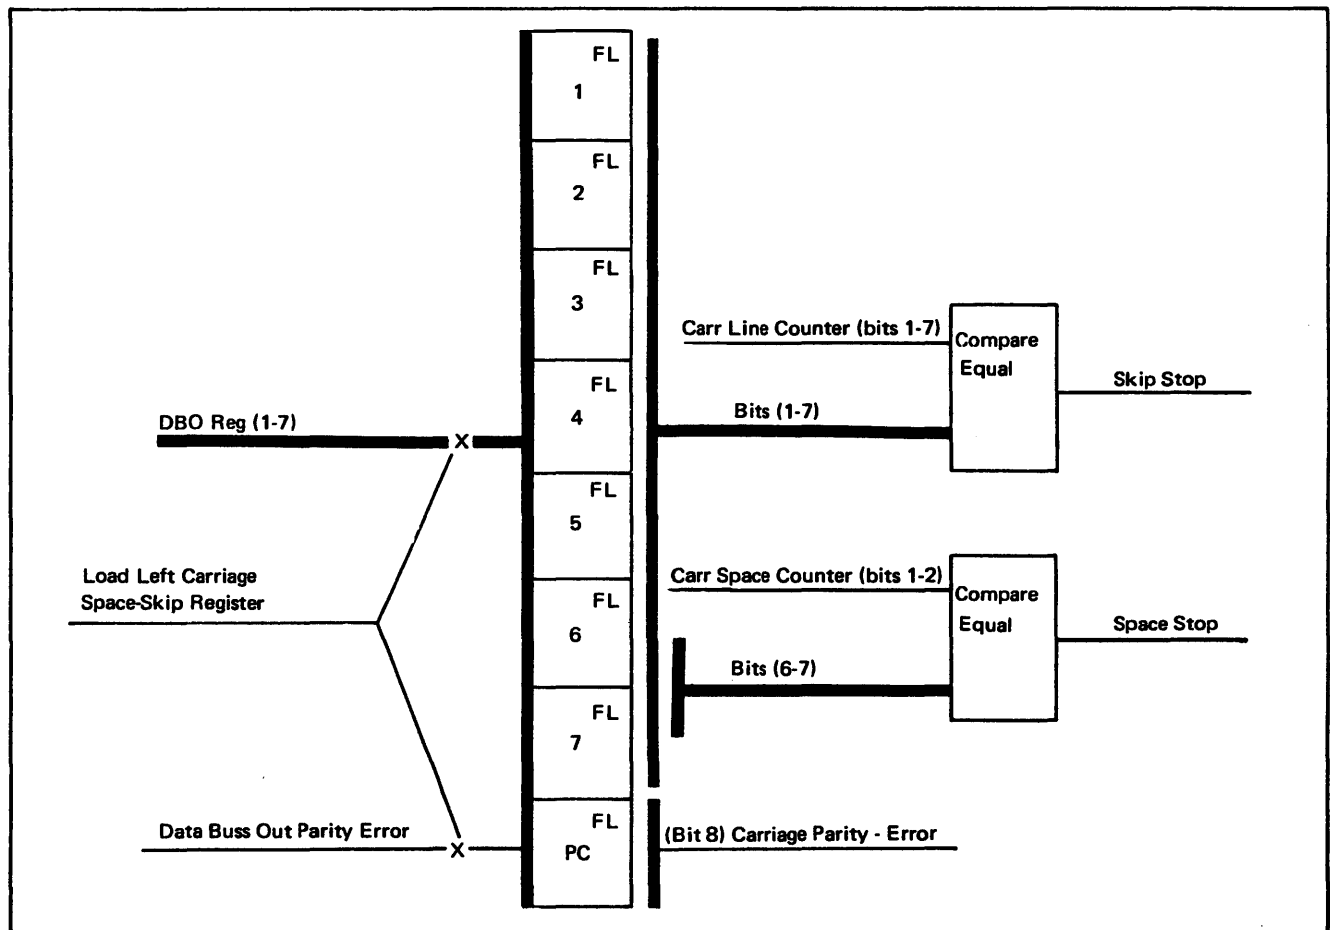 FL
1
FL
2
FL
3
FL
4
FL
5
FL
6
FL
7
FL
PC
DBO Reg (1-7)
X
Load Left Carriage
Space-Skip Register
Data Buss Out Parity Error
X
Carr Line Counter (bits 1-7)
Bits (1-7)
Compare
Equal
Skip Stop
Carr Space Counter (bits 1-2)
Bits (6-7)
Compare
Equal
Space Stop
(Bit 8) Carriage Parity - Error